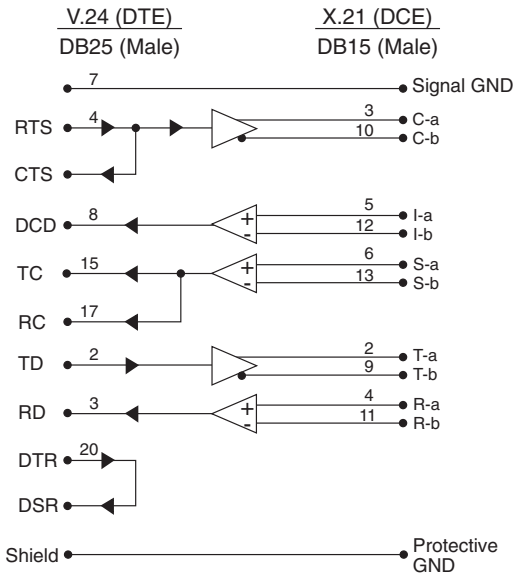 V.24 (DTE) X.21 (DCE)
DB25 (Male) DB15 (Male)
7 Signal GND
RTS 4 3 C-a
10 C-b
CTS
DCD 8 + 5 I-a
- 12 I-b
TC 15 + 6 S-a
- 13 S-b
RC 17
TD 2 2 T-a
9 T-b
RD 3 + 4 R-a
- 11 R-b
DTR 20
DSR
Shield Protective
GND